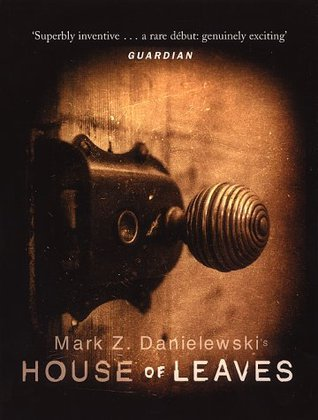 ‘Superbly inventive . . . a rare début: genuinely exciting’
GUARDIAN
Mark Z. Danielewski's
HOUSE OF LEAVES